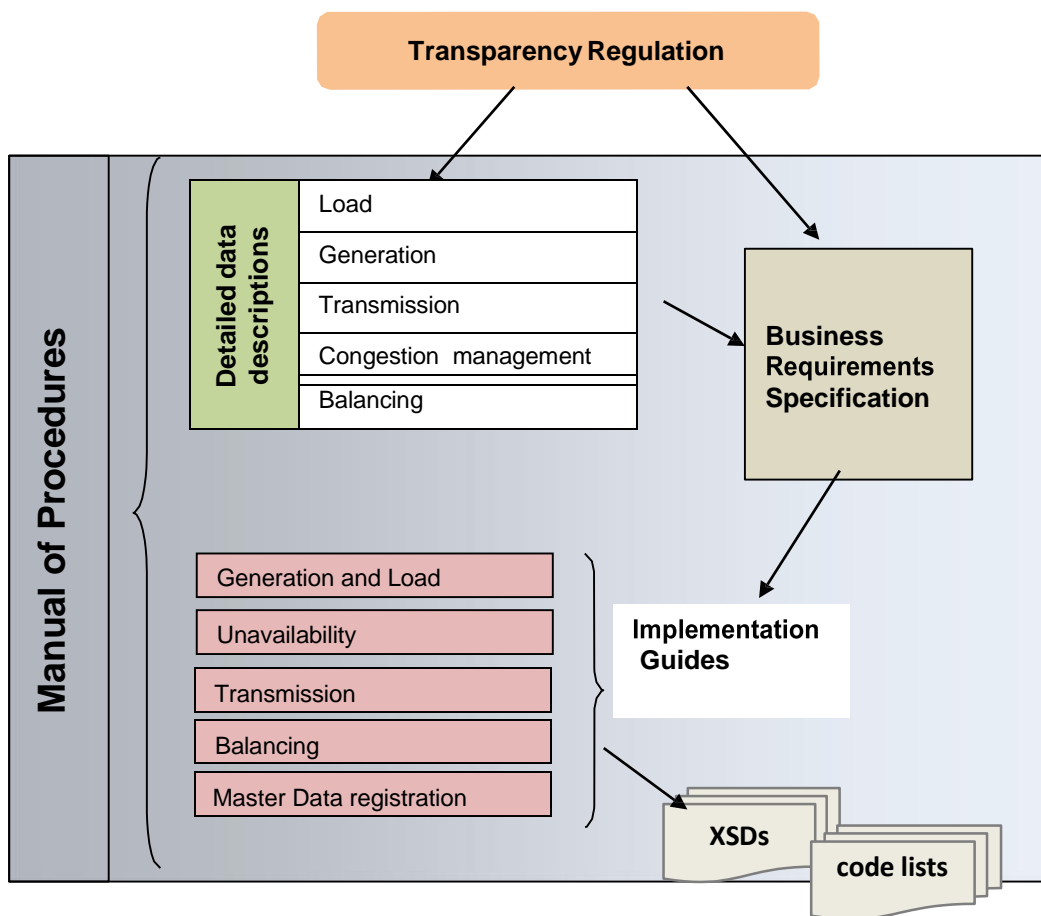 Transparency Regulation
Manual of Procedures
Detailed data
descriptions
Load
Generation
Transmission
Congestion management
Balancing
Business
Requirements
Specification
Generation and Load
Unavailability
Transmission
Balancing
Master Data registration
Implementation
Guides
XSDs
code lists